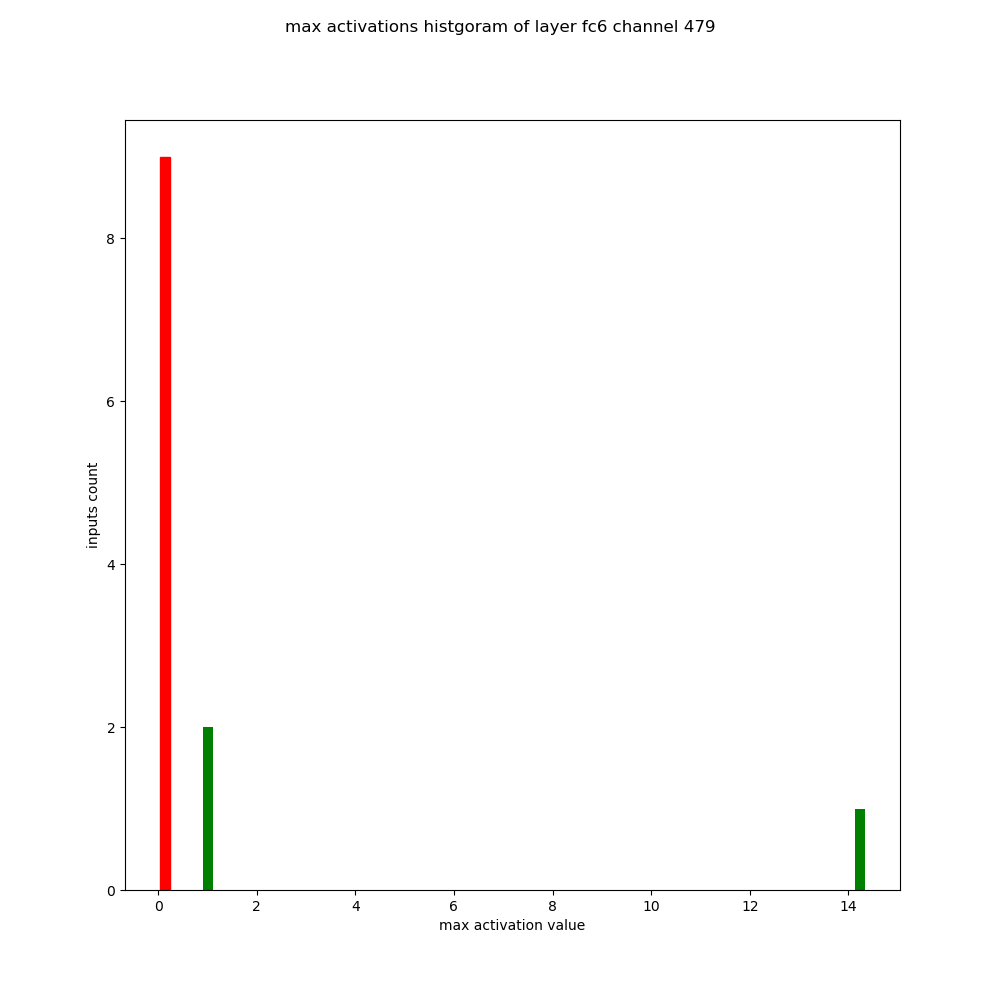 max activations histgoram of layer fc6 channel 479
8
6
4
2
0
inputs count
0 2 4 6 8 10 12 14
max activation value